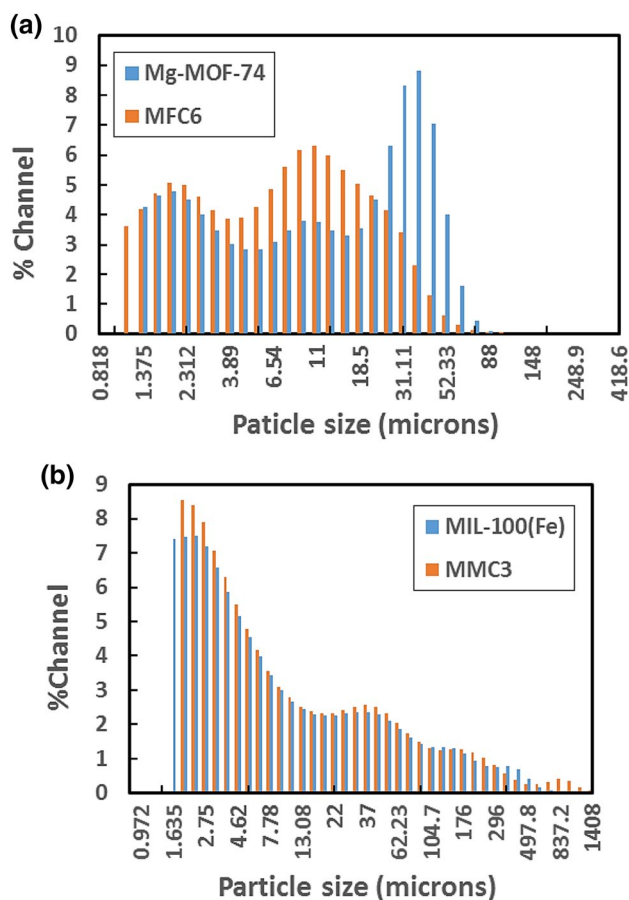 (a)
10
9
8
7
6
5
4
3
2
1
0
% Channel
Mg-MOF-74
MFC6
0.818 1.375 2.312 3.89 6.54 11 18.5 31.11 52.33 88 148 248.9 418.6
Paticle size (microns)
(b)
9
8
7
6
5
4
3
2
1
0
%Channel
MIL-100(Fe)
MMC3
0.972 1.635 2.75 4.62 7.78 13.08 22 37 62.23 104.7 176 296 497.8 837.2 1408
Particle size (microns)